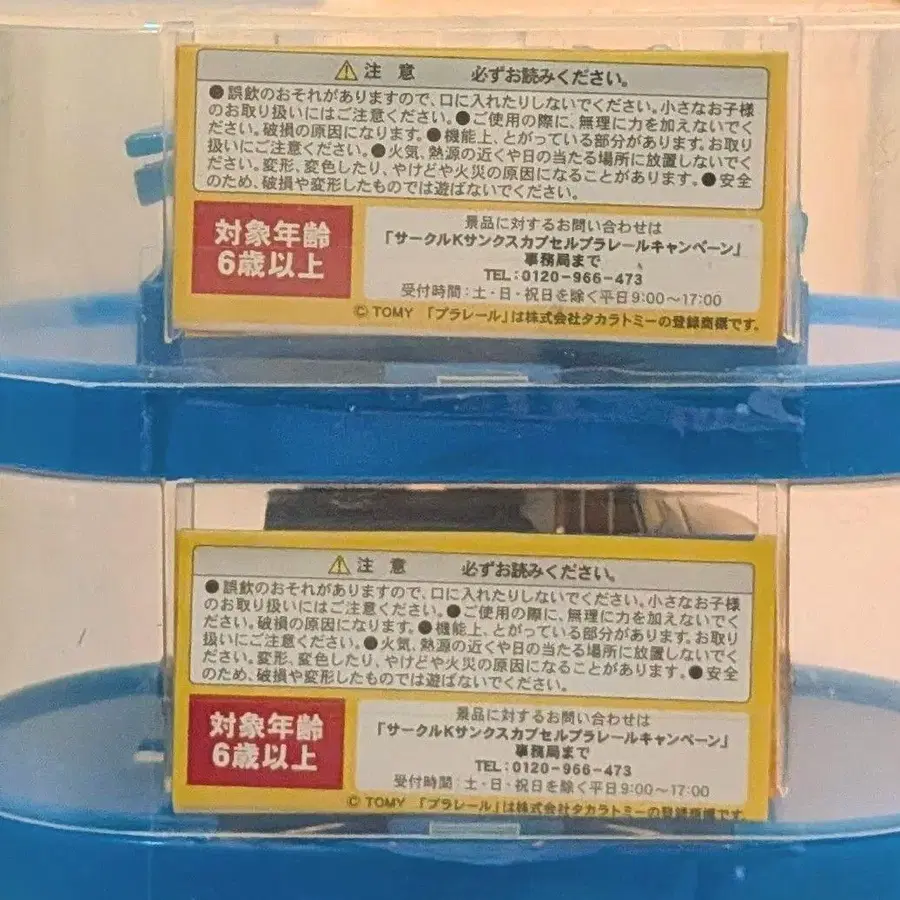 ⚠注 意 必ずお読みください。
●誤飲のおそれがありますので、口に入れたりしないでください。小さなお子様
のお取り扱いにはご注意ください。●ご使用の際に、無理に力を加えないでく
ださい。破損の原因になります。●機能上、とがっている部分があります。お取り
扱いにご注意ください。●火気、熱源の近くや日の当たる場所に放置しないでく
ださい。変形、変色したり、やけどや火災の原因になることがあります。●安全
のため、破損や変形したものでは遊ばないでください。
対象年齢
6歳以上
景品に対するお問い合わせは
「サークルKサンクスカプセルプラレールキャンペーン」
事務局まで
TEL:0120-966-473
受付時間:土・日・祝日を除く平日9:00〜17:00
© TOMY 「プラレール」は株式会社タカラトミーの登録商標です。
⚠注 意 必ずお読みください。
●誤飲のおそれがありますので、口に入れたりしないでください。小さなお子様
のお取り扱いにはご注意ください。●ご使用の際に、無理に力を加えないでく
ださい。破損の原因になります。●機能上、とがっている部分があります。お取り
扱いにご注意ください。●火気、熱源の近くや日の当たる場所に放置しないでく
ださい。変形、変色したり、やけどや火災の原因になることがあります。●安全
のため、破損や変形したものでは遊ばないでください。
対象年齢
6歳以上
景品に対するお問い合わせは
「サークルKサンクスカプセルプラレールキャンペーン」
事務局まで
TEL:0120-966-473
受付時間:土・日・祝日を除く平日9:00〜17:00
© TOMY 「プラレール」は株式会社タカラトミーの登録商標です。